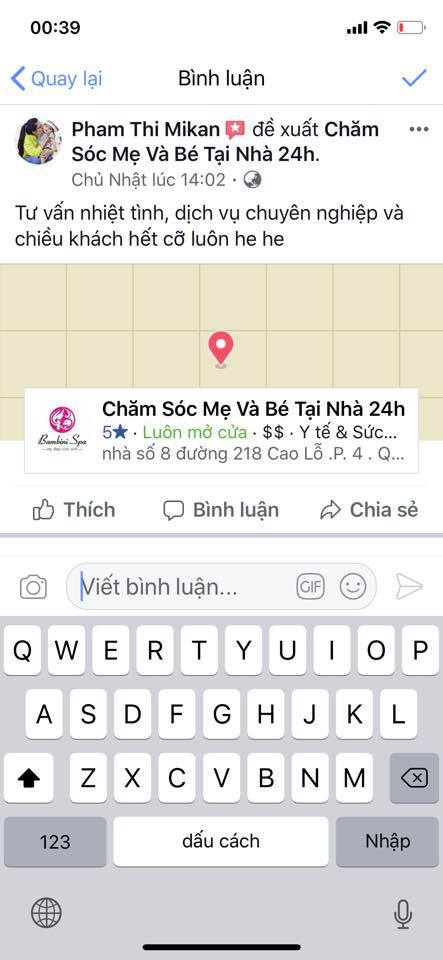 00:39
Quay lại
Bình luận
Pham Thi Mikan đề xuất Chăm
Sóc Mẹ Và Bé Tại Nhà 24h.
Chủ Nhật lúc 14:02 ·
Tư vấn nhiệt tình, dịch vụ chuyên nghiệp và
chiều khách hết cỡ luôn he he
Bambini Spa
Chăm Sóc Mẹ Và Bé Tại Nhà 24h
5★ · Luôn mở cửa · $$ · Y tế & Sức...
nhà số 8 đường 218 Cao Lỗ .P. 4 . Q...
Thích
Bình luận
Chia sẻ
Viết bình luận...
GIF
Q W E R T Y U I O P
A S D F G H J K L
Z X C V B N M
123
dấu cách
Nhập